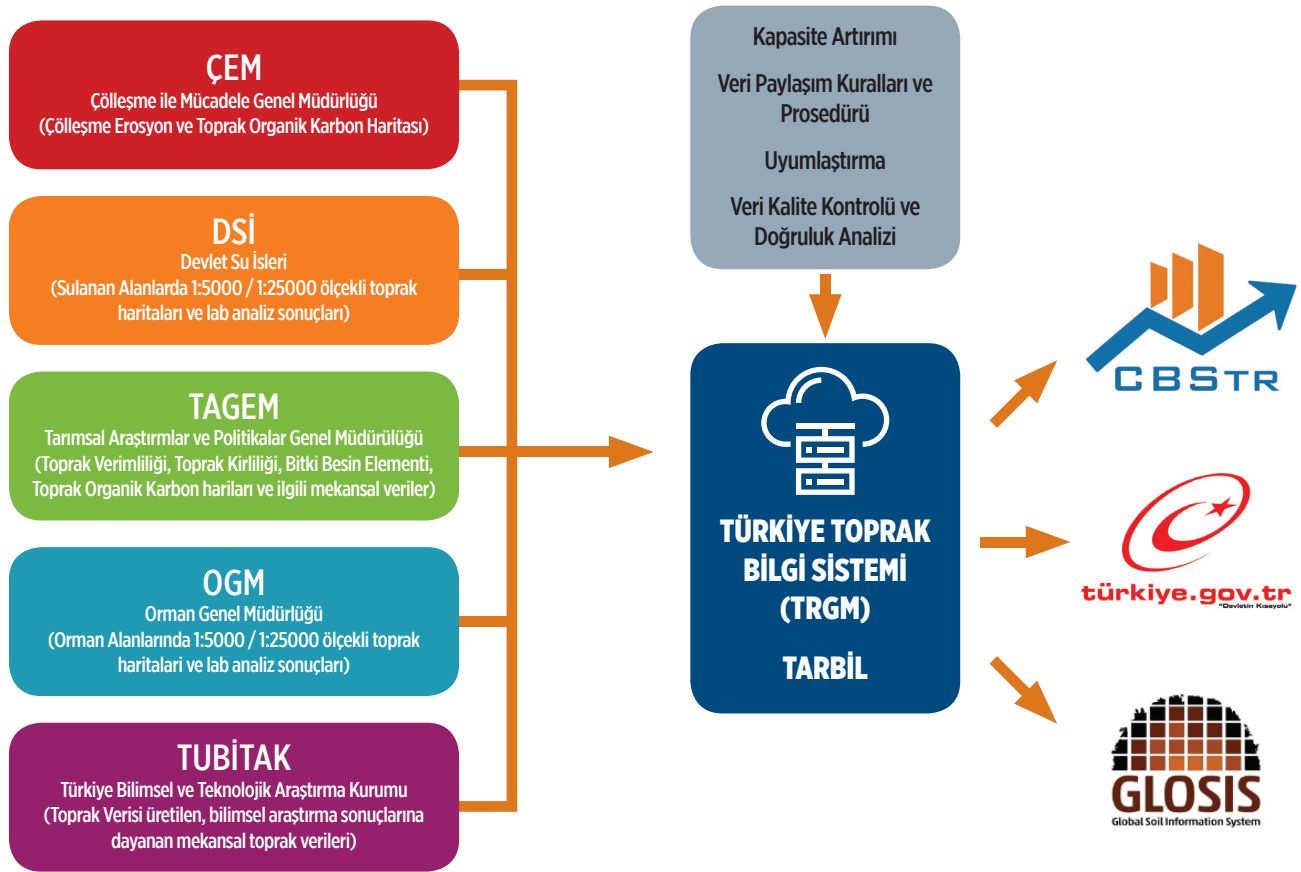 ÇEM
Çölleşme ile Mücadele Genel Müdürlüğü
(Çölleşme Erosyon ve Toprak Organik Karbon Haritası)
DSİ
Devlet Su İsleri
(Sulanan Alanlarda 1:5000 / 1:25000 ölçekli toprak
haritaları ve lab analiz sonuçları)
TAGEM
Tarımsal Araştırmlar ve Politikalar Genel Müdürülüğü
(Toprak Verimliliği, Toprak Kirliliği, Bitki Besin Elementi,
Toprak Organik Karbon hariları ve ilgili mekansal veriler)
OGM
Orman Genel Müdürlüğü
(Orman Alanlarında 1:5000 / 1:25000 ölçekli toprak
haritalari ve lab analiz sonuçları)
TUBİTAK
Türkiye Bilimsel ve Teknolojik Araştırma Kurumu
(Toprak Verisi üretilen, bilimsel araştırma sonuçlarına
dayanan mekansal toprak verileri)
Kapasite Artırımı
Veri Paylaşım Kuralları ve
Prosedürü
Uyumlaştırma
Veri Kalite Kontrolü ve
Doğruluk Analizi
TÜRKİYE TOPRAK
BİLGİ SİSTEMİ
(TRGM)
TARBİL
CBSTR
türkiye.gov.tr
"Devletin Kısayolu"
GLOSIS
Global Soil Information System